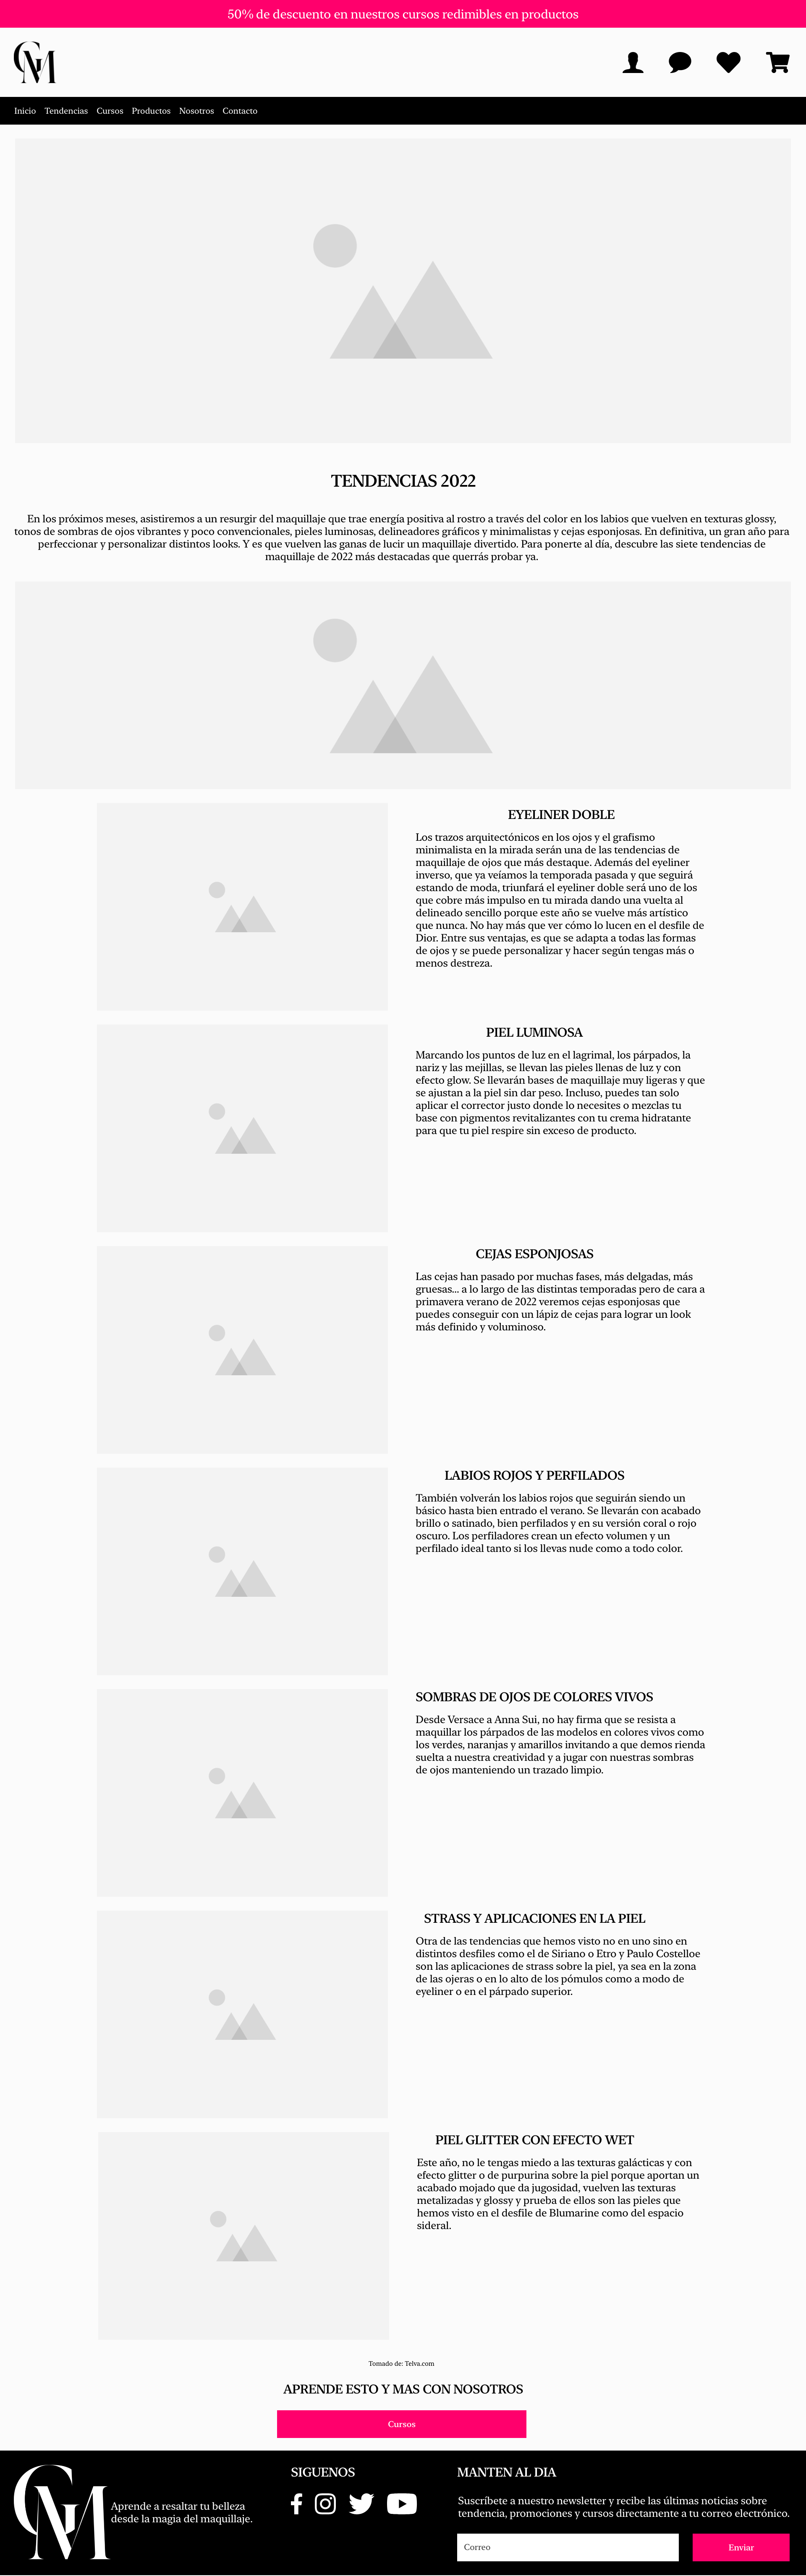 50% de descuento en nuestros cursos redimibles en productos
CM
Inicio Tendencias Cursos Productos Nosotros Contacto
TENDENCIAS 2022
En los próximos meses, asistiremos a un resurgir del maquillaje que trae energía positiva al rostro a través del color en los labios que vuelven en texturas glossy,
tonos de sombras de ojos vibrantes y poco convencionales, pieles luminosas, delineadores gráficos y minimalistas y cejas esponjosas. En definitiva, un gran año para
perfeccionar y personalizar distintos looks. Y es que vuelven las ganas de lucir un maquillaje divertido. Para ponerte al día, descubre las siete tendencias de
maquillaje de 2022 más destacadas que querrás probar ya.
EYELINER DOBLE
Los trazos arquitectónicos en los ojos y el grafismo
minimalista en la mirada serán una de las tendencias de
maquillaje de ojos que más destaque. Además del eyeliner
inverso, que ya veíamos la temporada pasada y que seguirá
estando de moda, triunfará el eyeliner doble será uno de los
que cobre más impulso en tu mirada dando una vuelta al
delineado sencillo porque este año se vuelve más artístico
que nunca. No hay más que ver cómo lo lucen en el desfile de
Dior. Entre sus ventajas, es que se adapta a todas las formas
de ojos y se puede personalizar y hacer según tengas más o
menos destreza.
PIEL LUMINOSA
Marcando los puntos de luz en el lagrimal, los párpados, la
nariz y las mejillas, se llevan las pieles llenas de luz y con
efecto glow. Se llevarán bases de maquillaje muy ligeras y que
se ajustan a la piel sin dar peso. Incluso, puedes tan solo
aplicar el corrector justo donde lo necesites o mezclas tu
base con pigmentos revitalizantes con tu crema hidratante
para que tu piel respire sin exceso de producto.
CEJAS ESPONJOSAS
Las cejas han pasado por muchas fases, más delgadas, más
gruesas... a lo largo de las distintas temporadas pero de cara a
primavera verano de 2022 veremos cejas esponjosas que
puedes conseguir con un lápiz de cejas para lograr un look
más definido y voluminoso.
LABIOS ROJOS Y PERFILADOS
También volverán los labios rojos que seguirán siendo un
básico hasta bien entrado el verano. Se llevarán con acabado
brillo o satinado, bien perfilados y en su versión coral o rojo
oscuro. Los perfiladores crean un efecto volumen y un
perfilado ideal tanto si los llevas nude como a todo color.
SOMBRAS DE OJOS DE COLORES VIVOS
Desde Versace a Anna Sui, no hay firma que se resista a
maquillar los párpados de las modelos en colores vivos como
los verdes, naranjas y amarillos invitando a que demos rienda
suelta a nuestra creatividad y a jugar con nuestras sombras
de ojos manteniendo un trazado limpio.
STRASS Y APLICACIONES EN LA PIEL
Otra de las tendencias que hemos visto no en uno sino en
distintos desfiles como el de Siriano o Etro y Paulo Costelloe
son las aplicaciones de strass sobre la piel, ya sea en la zona
de las ojeras o en lo alto de los pómulos como a modo de
eyeliner o en el párpado superior.
PIEL GLITTER CON EFECTO WET
Este año, no le tengas miedo a las texturas galácticas y con
efecto glitter o de purpurina sobre la piel porque aportan un
acabado mojado que da jugosidad, vuelven las texturas
metalizadas y glossy y prueba de ellos son las pieles que
hemos visto en el desfile de Blumarine como del espacio
sideral.
Tomado de: Telva.com
APRENDE ESTO Y MAS CON NOSOTROS
Cursos
CM
Aprende a resaltar tu belleza
desde la magia del maquillaje.
SIGUENOS
MANTEN AL DIA
Suscríbete a nuestro newsletter y recibe las últimas noticias sobre
tendencia, promociones y cursos directamente a tu correo electrónico.
Correo
Enviar